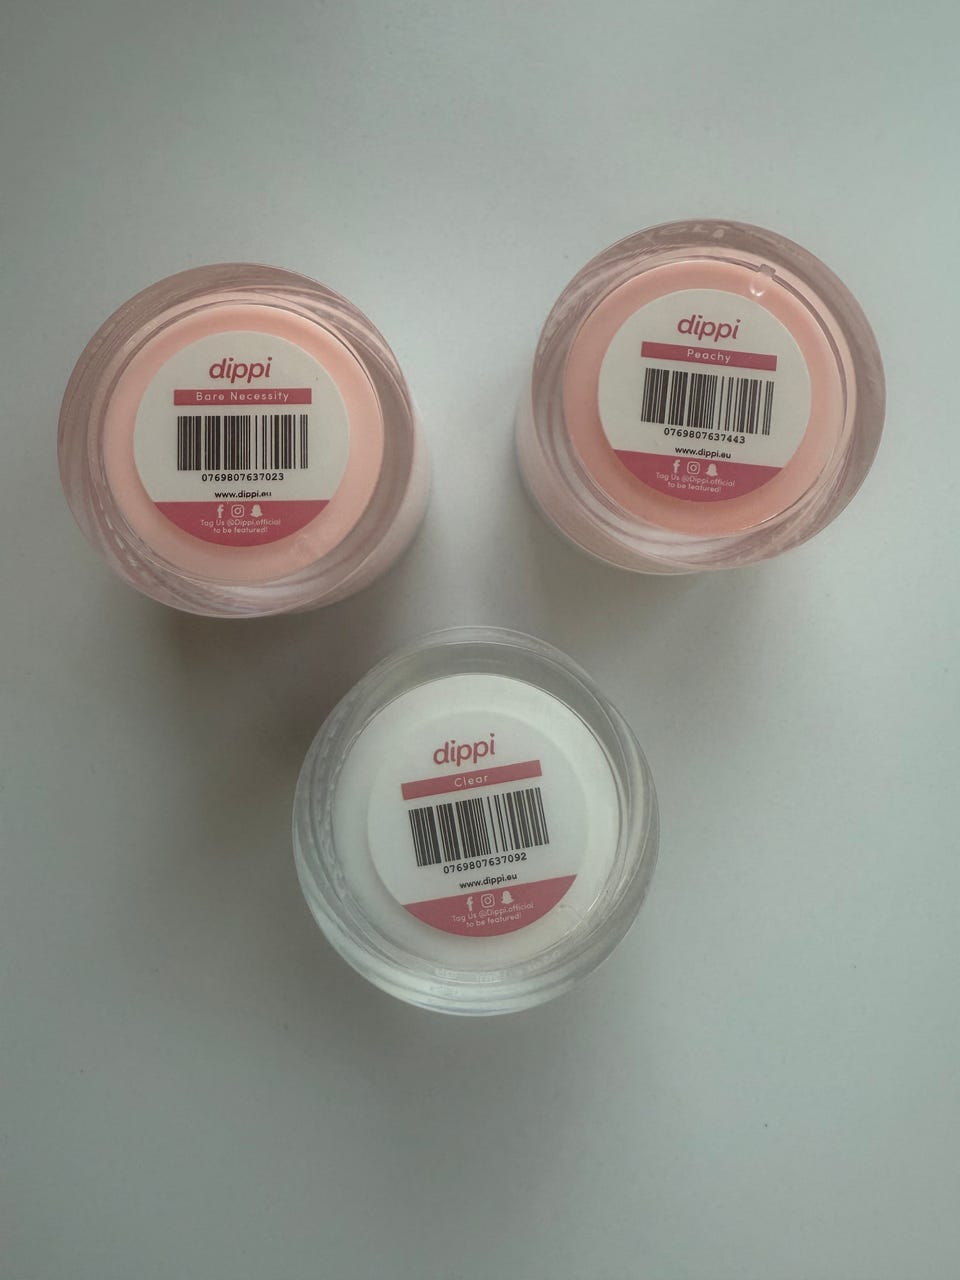 dippi
Bare Necessity
0769807637023
www.dippi.eu
Tag Us @Dippi.official
to be featured!
dippi
Peachy
0769807637443
www.dippi.eu
Tag Us @Dippi.official
to be featured!
dippi
Clear
0769807637092
www.dippi.eu
Tag Us @Dippi.official
to be featured!